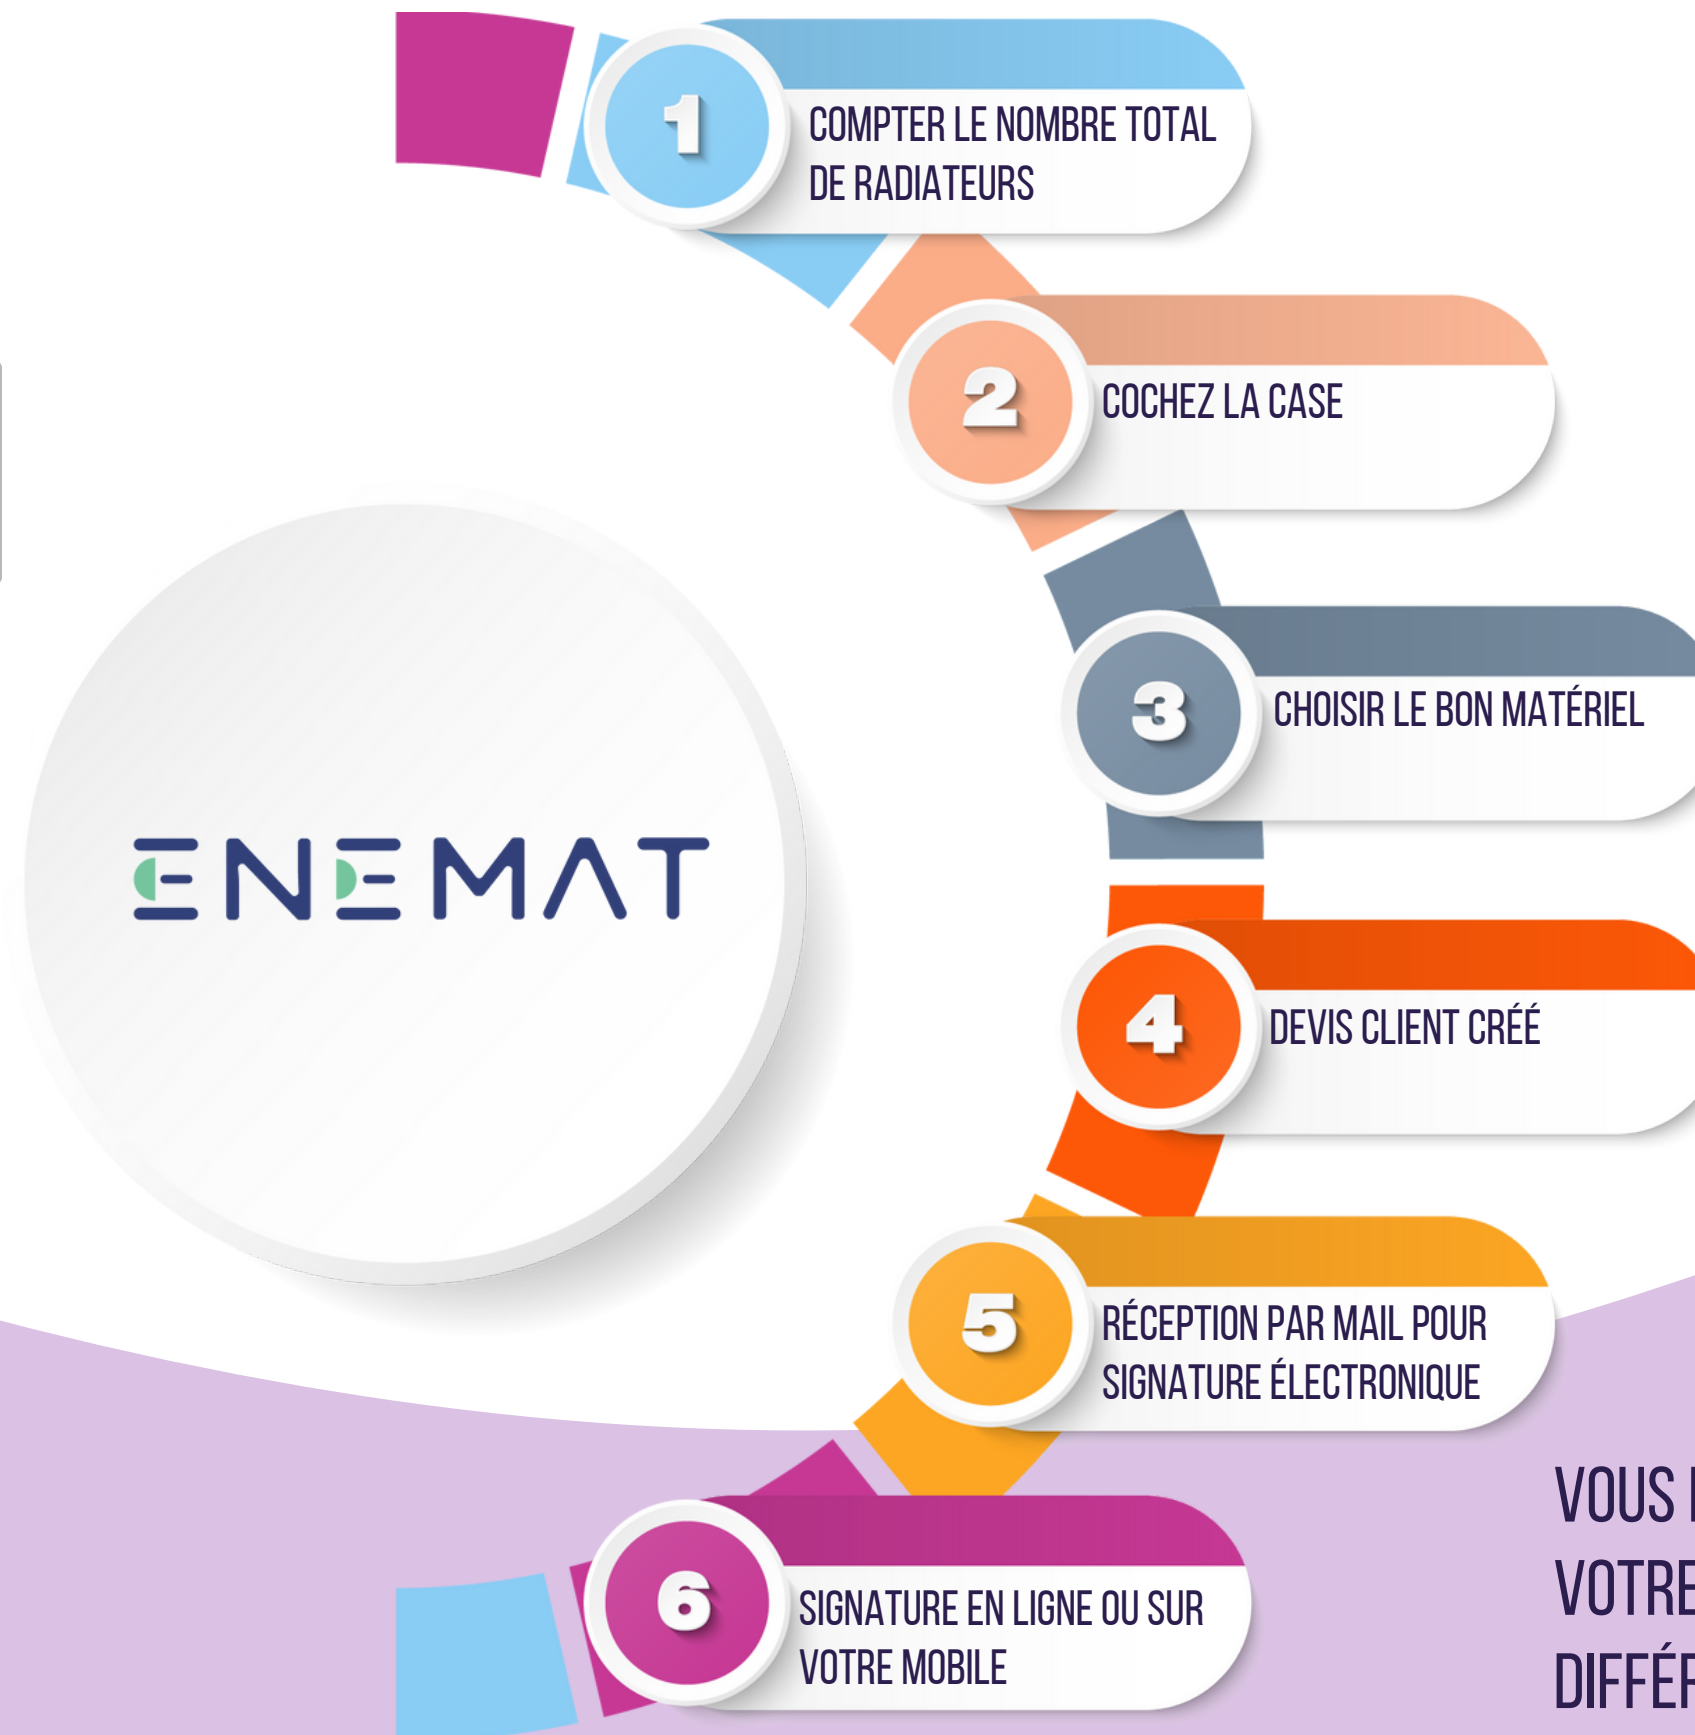 1
COMPTER LE NOMBRE TOTAL
DE RADIATEURS
2
COCHEZ LA CASE
3
CHOISIR LE BON MATÉRIEL
ENEMAT
4
DEVIS CLIENT CRÉÉ
5
RÉCEPTION PAR MAIL POUR
SIGNATURE ÉLECTRONIQUE
6
SIGNATURE EN LIGNE OU SUR
VOTRE MOBILE
VOUS
VOTRE